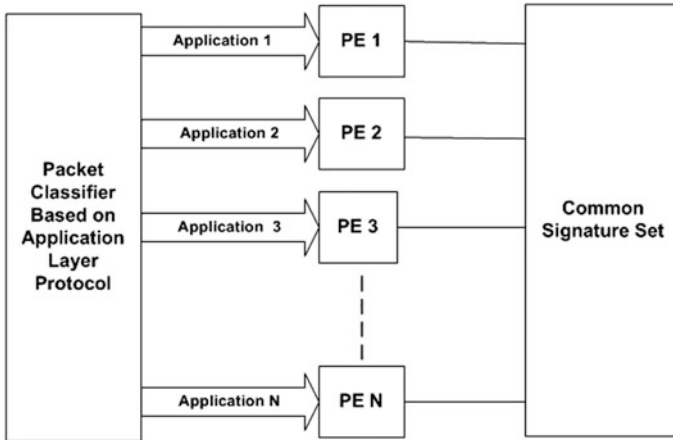 Application 1
PE 1
Application 2
PE 2
Packet
Classifier
Based on
Application
Layer
Protocol
Application 3
PE 3
Common
Signature Set
Application N
PE N